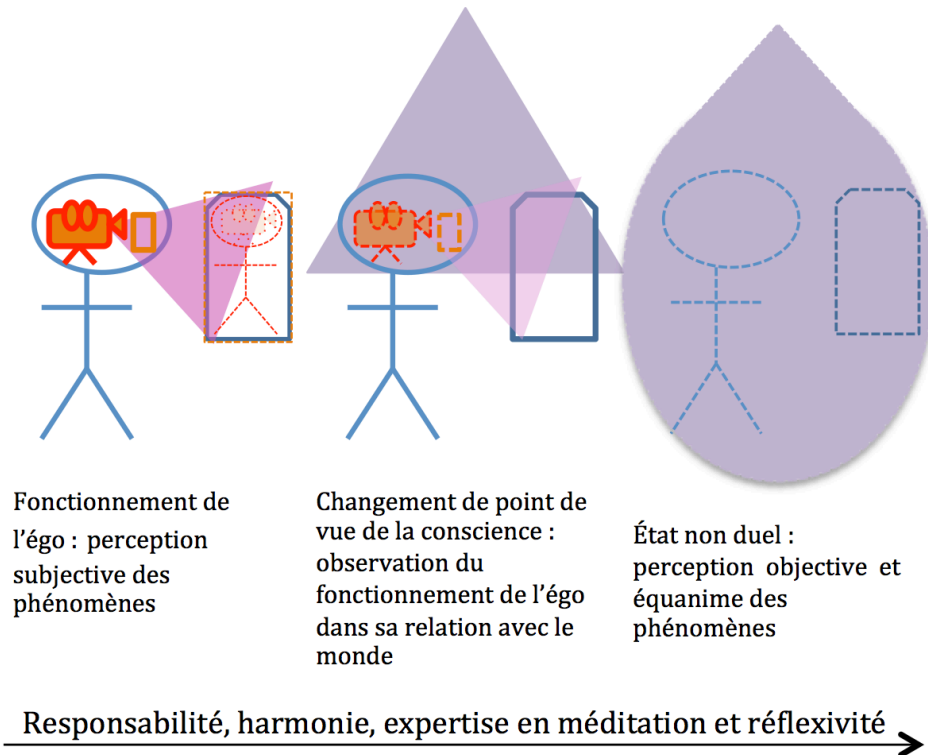 Fonctionnement de
l'égo : perception
subjective des
phénomènes
Changement de point de
vue de la conscience :
observation du
fonctionnement de l'égo
dans sa relation avec le
monde
État non duel :
perception objective et
équanime des
phénomènes
Responsabilité, harmonie, expertise en méditation et réflexivité